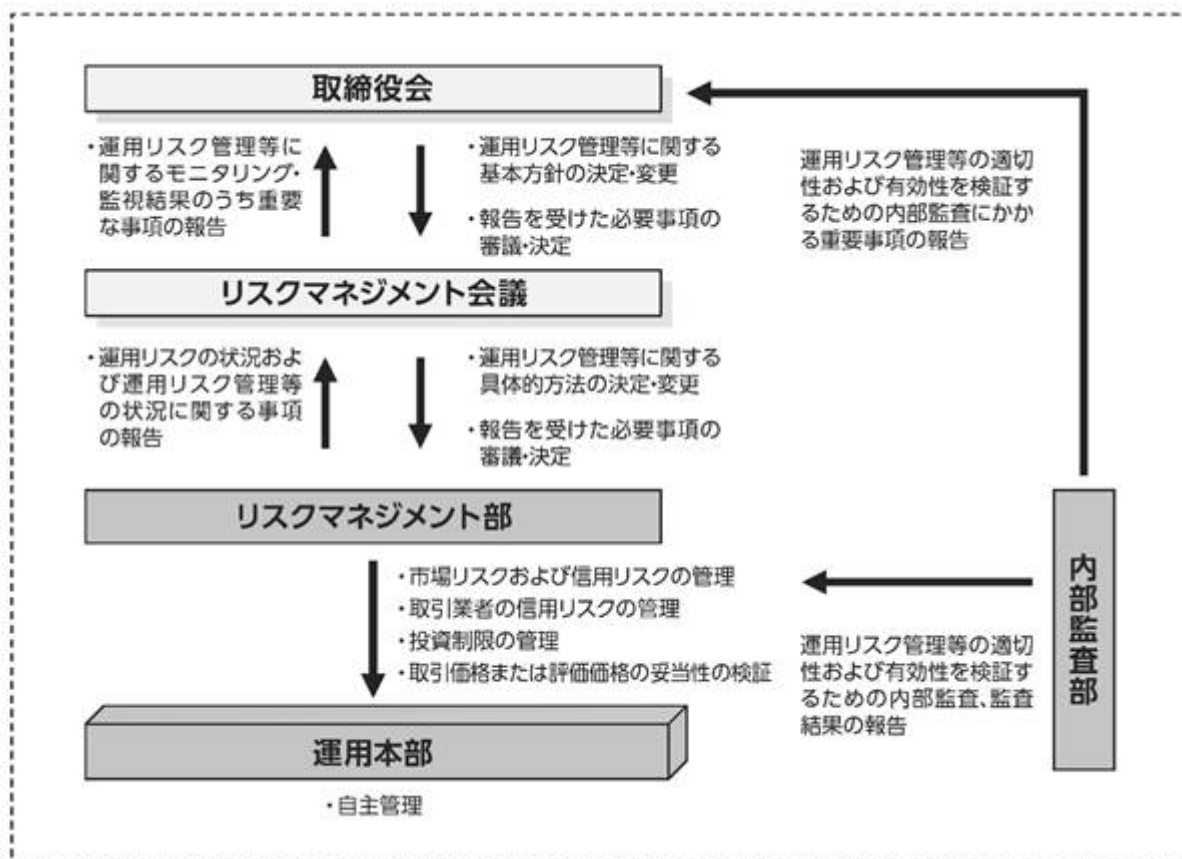 取締役会
・運用リスク管理等に
関するモニタリング・
監視結果のうち重要
な事項の報告
・運用リスク管理等に関する
基本方針の決定・変更
・報告を受けた必要事項の
審議・決定
運用リスク管理等の適切
性および有効性を検証す
るための内部監査にかか
る重要事項の報告
リスクマネジメント会議
・運用リスクの状況およ
び運用リスク管理等
の状況に関する事項
の報告
・運用リスク管理等に関する
具体的方法の決定・変更
・報告を受けた必要事項の
審議・決定
リスクマネジメント部
・市場リスクおよび信用リスクの管理
・取引業者の信用リスクの管理
・投資制限の管理
・取引価格または評価価格の妥当性の検証
内部監査部
運用リスク管理等の適切
性および有効性を検証す
るための内部監査、監査
結果の報告
運用本部
・自主管理